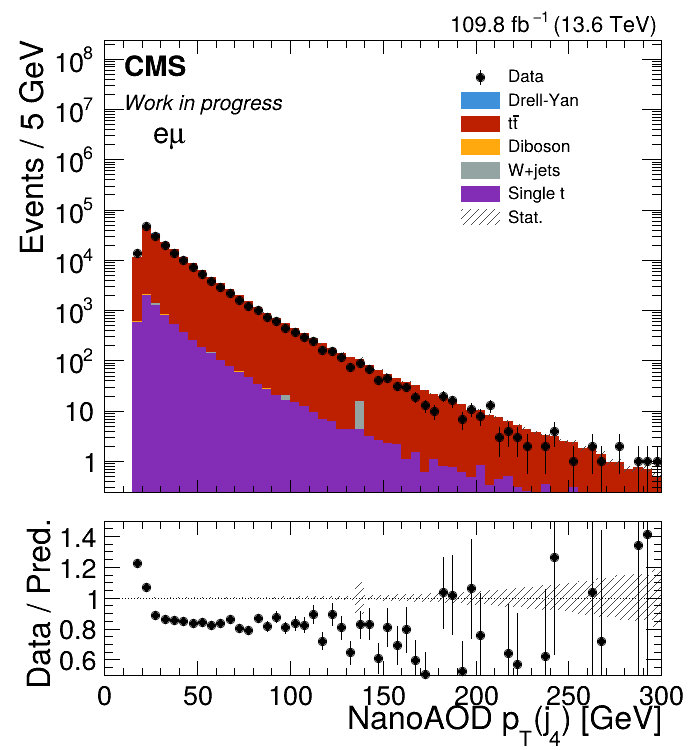 109.8 fb⁻¹ (13.6 TeV)
CMS
Work in progress
eμ
Data
Drell-Yan
tt̄
Diboson
W+jets
Single t
Stat.
Events / 5 GeV
10⁸
10⁷
10⁶
10⁵
10⁴
10³
10²
10
1
Data / Pred.
1.4
1.2
1
0.8
0.6
0 50 100 150 200 250 300
NanoAOD p_T(j_4) [GeV]